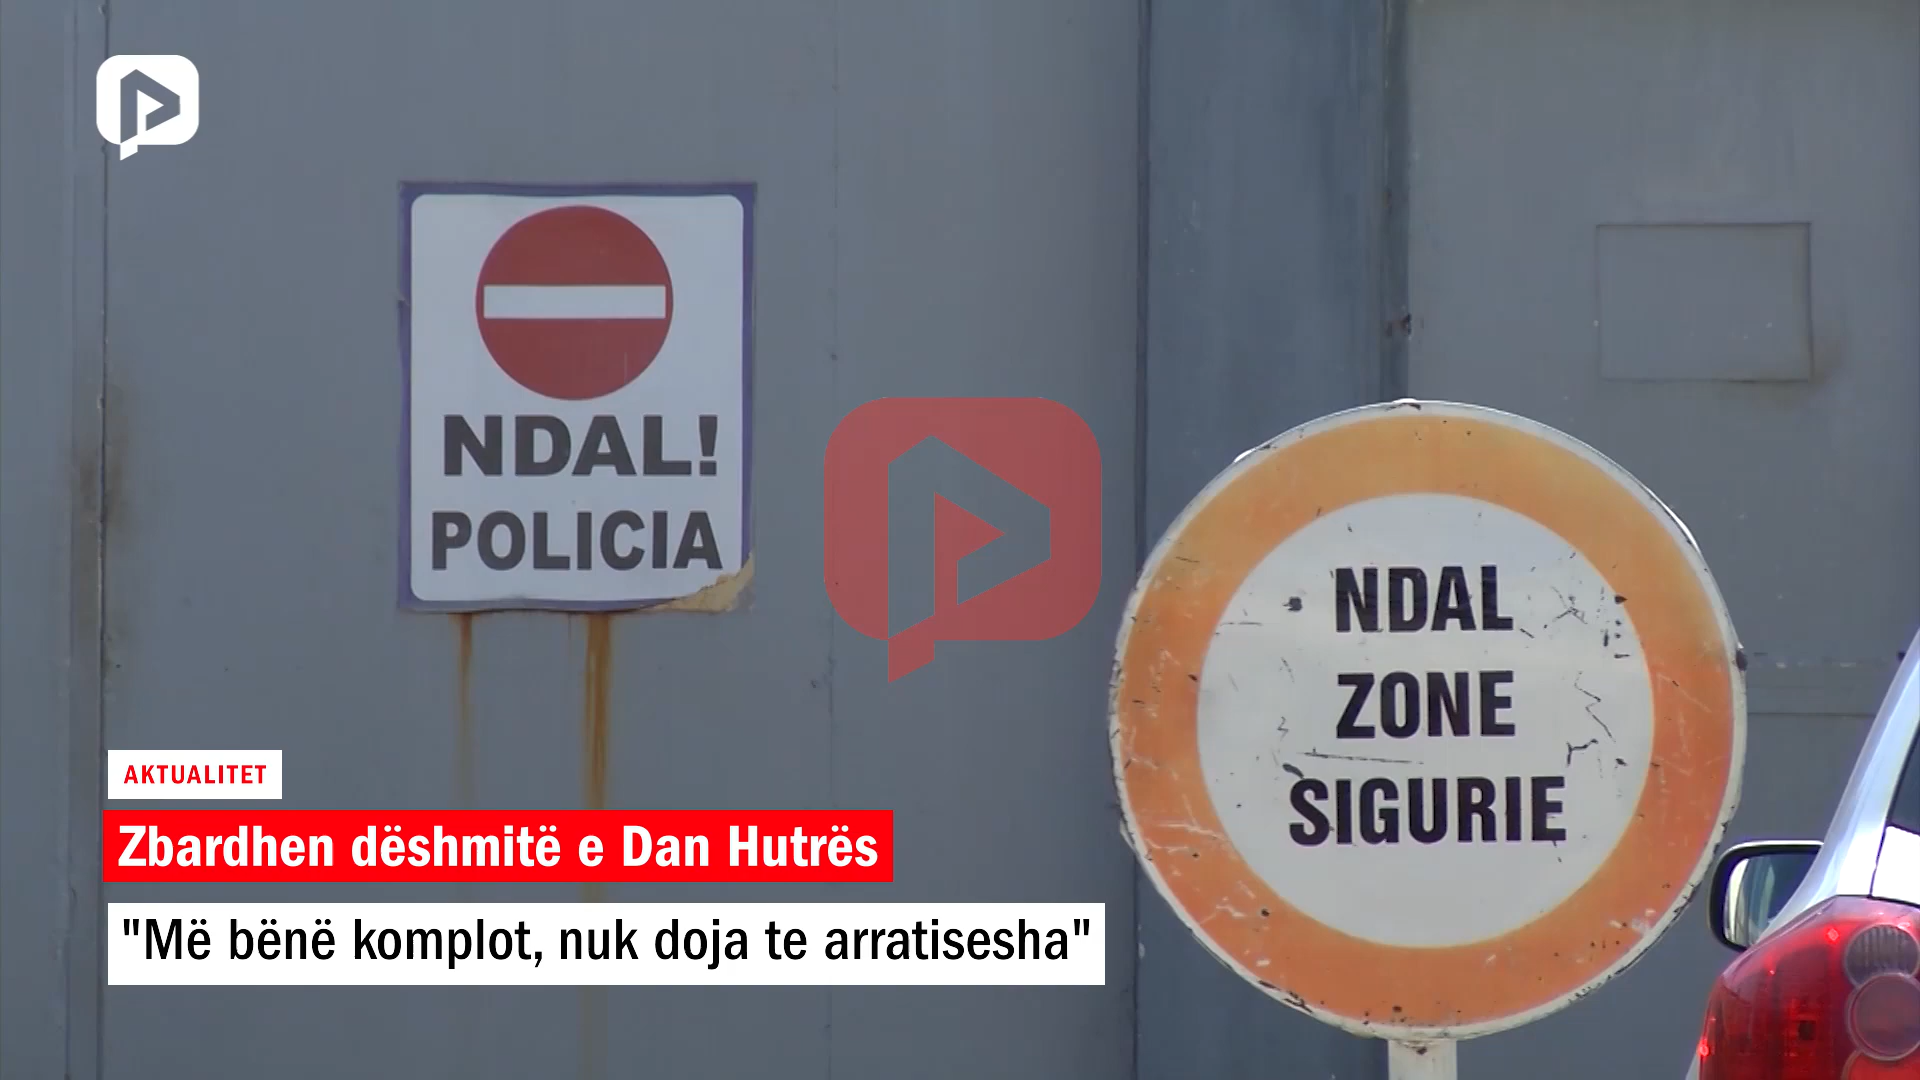 NDAL!
POLICIA
NDAL
ZONE
SIGURIE
AKTUALITET
Zbardhen dëshmitë e Dan Hutrës
"Më bënë komplot, nuk doja te arratisesha"